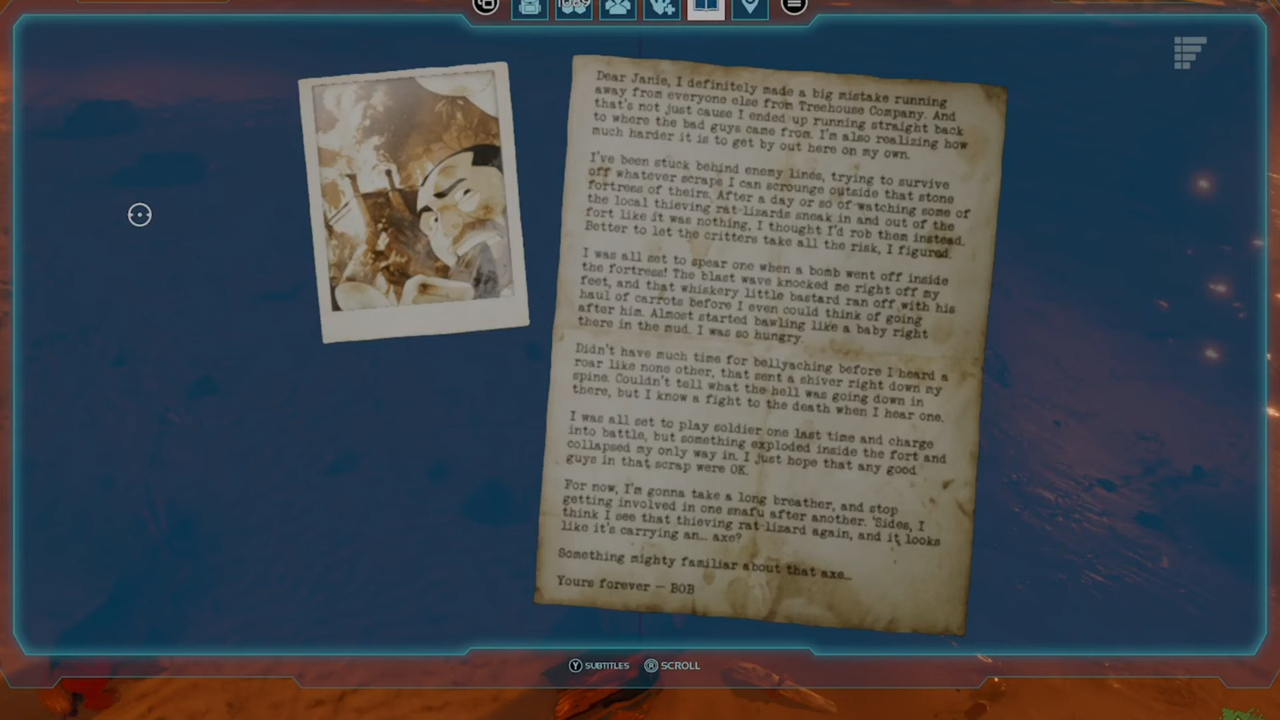 Dear Janie, I definitely made a big mistake running
away from everyone else from Treehouse Company. And
that's not just cause I ended up running straight back
to where the bad guys came from. I'm also realizing how
much harder it is to get by out here on my own.
I've been stuck behind enemy lines, trying to survive
off whatever scraps I can scrounge outside that stone
fortress of theirs. After a day or so of watching some of
the local thieving rat-lizards sneak in and out of the
fort like it was nothing, I thought I'd rob them instead.
Better to let the critters take all the risk, I figured.
I was all set to spear one when a bomb went off inside
the fortress! The blast wave knocked me right off my
feet, and that whiskery little bastard ran off with his
haul of carrots before I even could think of going
after him. Almost started bawling like a baby right
there in the mud. I was so hungry.
Didn't have much time for bellyaching before I heard a
roar like none other, that sent a shiver right down my
spine. Couldn't tell what the hell was going down in
there, but I know a fight to the death when I hear one.
I was all set to play soldier one last time and charge
into battle, but something exploded inside the fort and
collapsed my only way in. I just hope that any good
guys in that scrap were OK.
For now, I'm gonna take a long breather, and stop
getting involved in one snafu after another. 'Sides, I
think I see that thieving rat-lizard again, and it looks
like it's carrying an... axe?
Something mighty familiar about that axe...
Yours forever — BOB
Y SUBTITLES R SCROLL